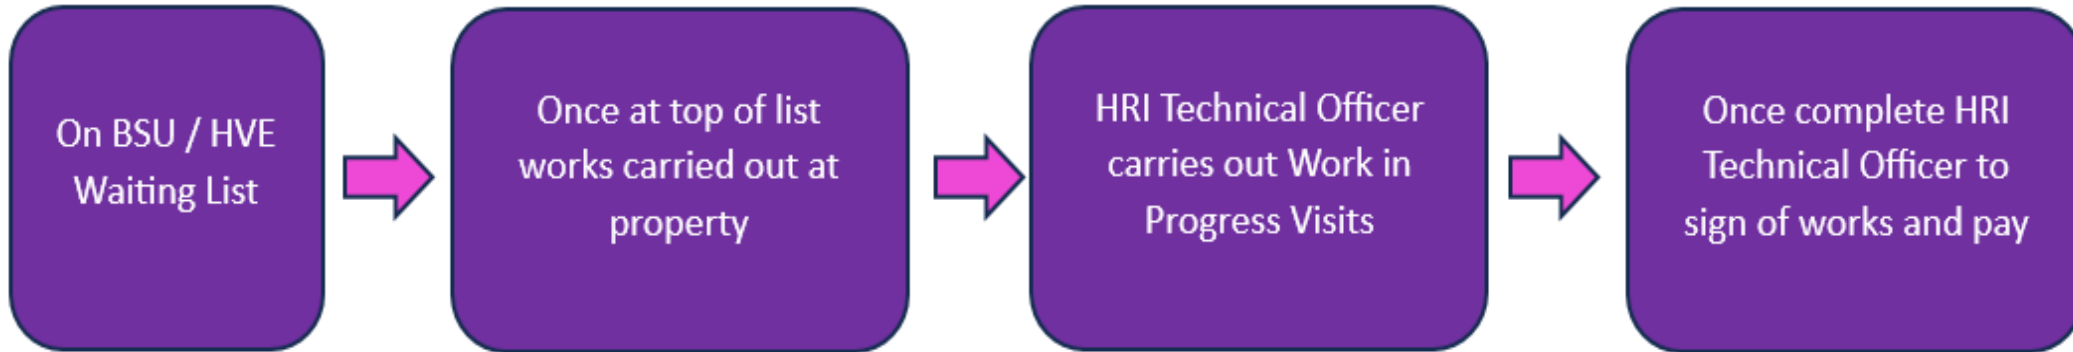 On BSU / HVE
Waiting List
Once at top of list
works carried out at
property
HRI Technical Officer
carries out Work in
Progress Visits
Once complete HRI
Technical Officer to
sign of works and pay